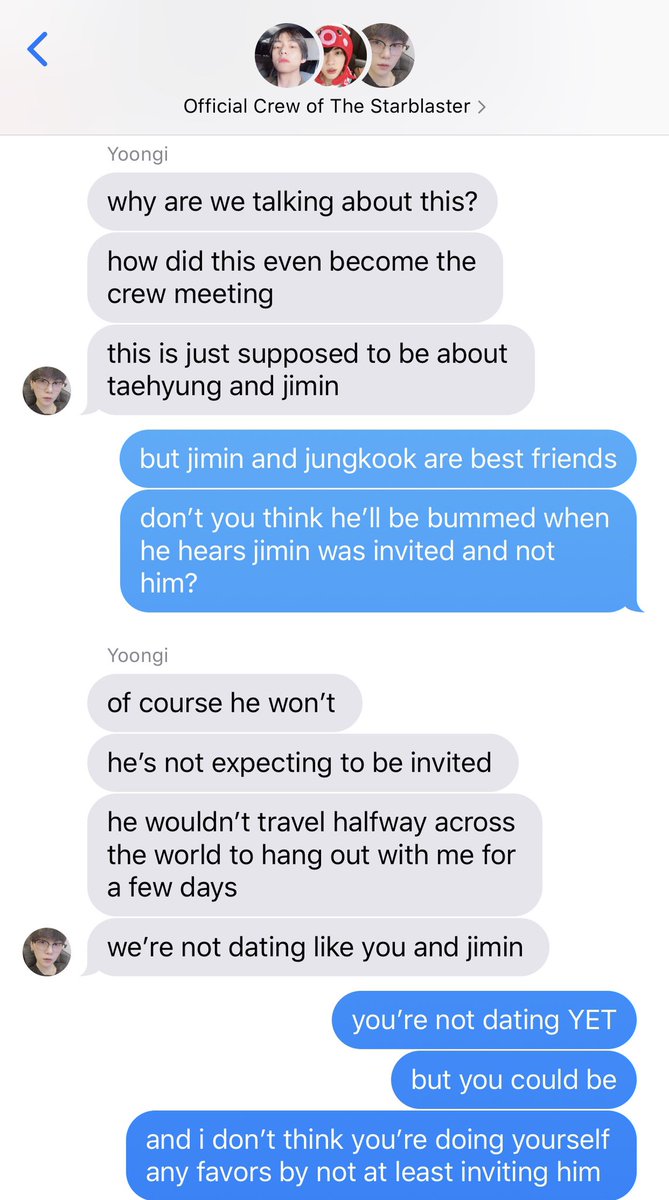 Official Crew of The Starblaster >
Yoongi
why are we talking about this?
how did this even become the
crew meeting
this is just supposed to be about
taehyung and jimin
but jimin and jungkook are best friends
don’t you think he’ll be bummed when
he hears jimin was invited and not
him?
Yoongi
of course he won’t
he’s not expecting to be invited
he wouldn’t travel halfway across
the world to hang out with me for
a few days
we’re not dating like you and jimin
you’re not dating YET
but you could be
and i don’t think you’re doing yourself
any favors by not at least inviting him